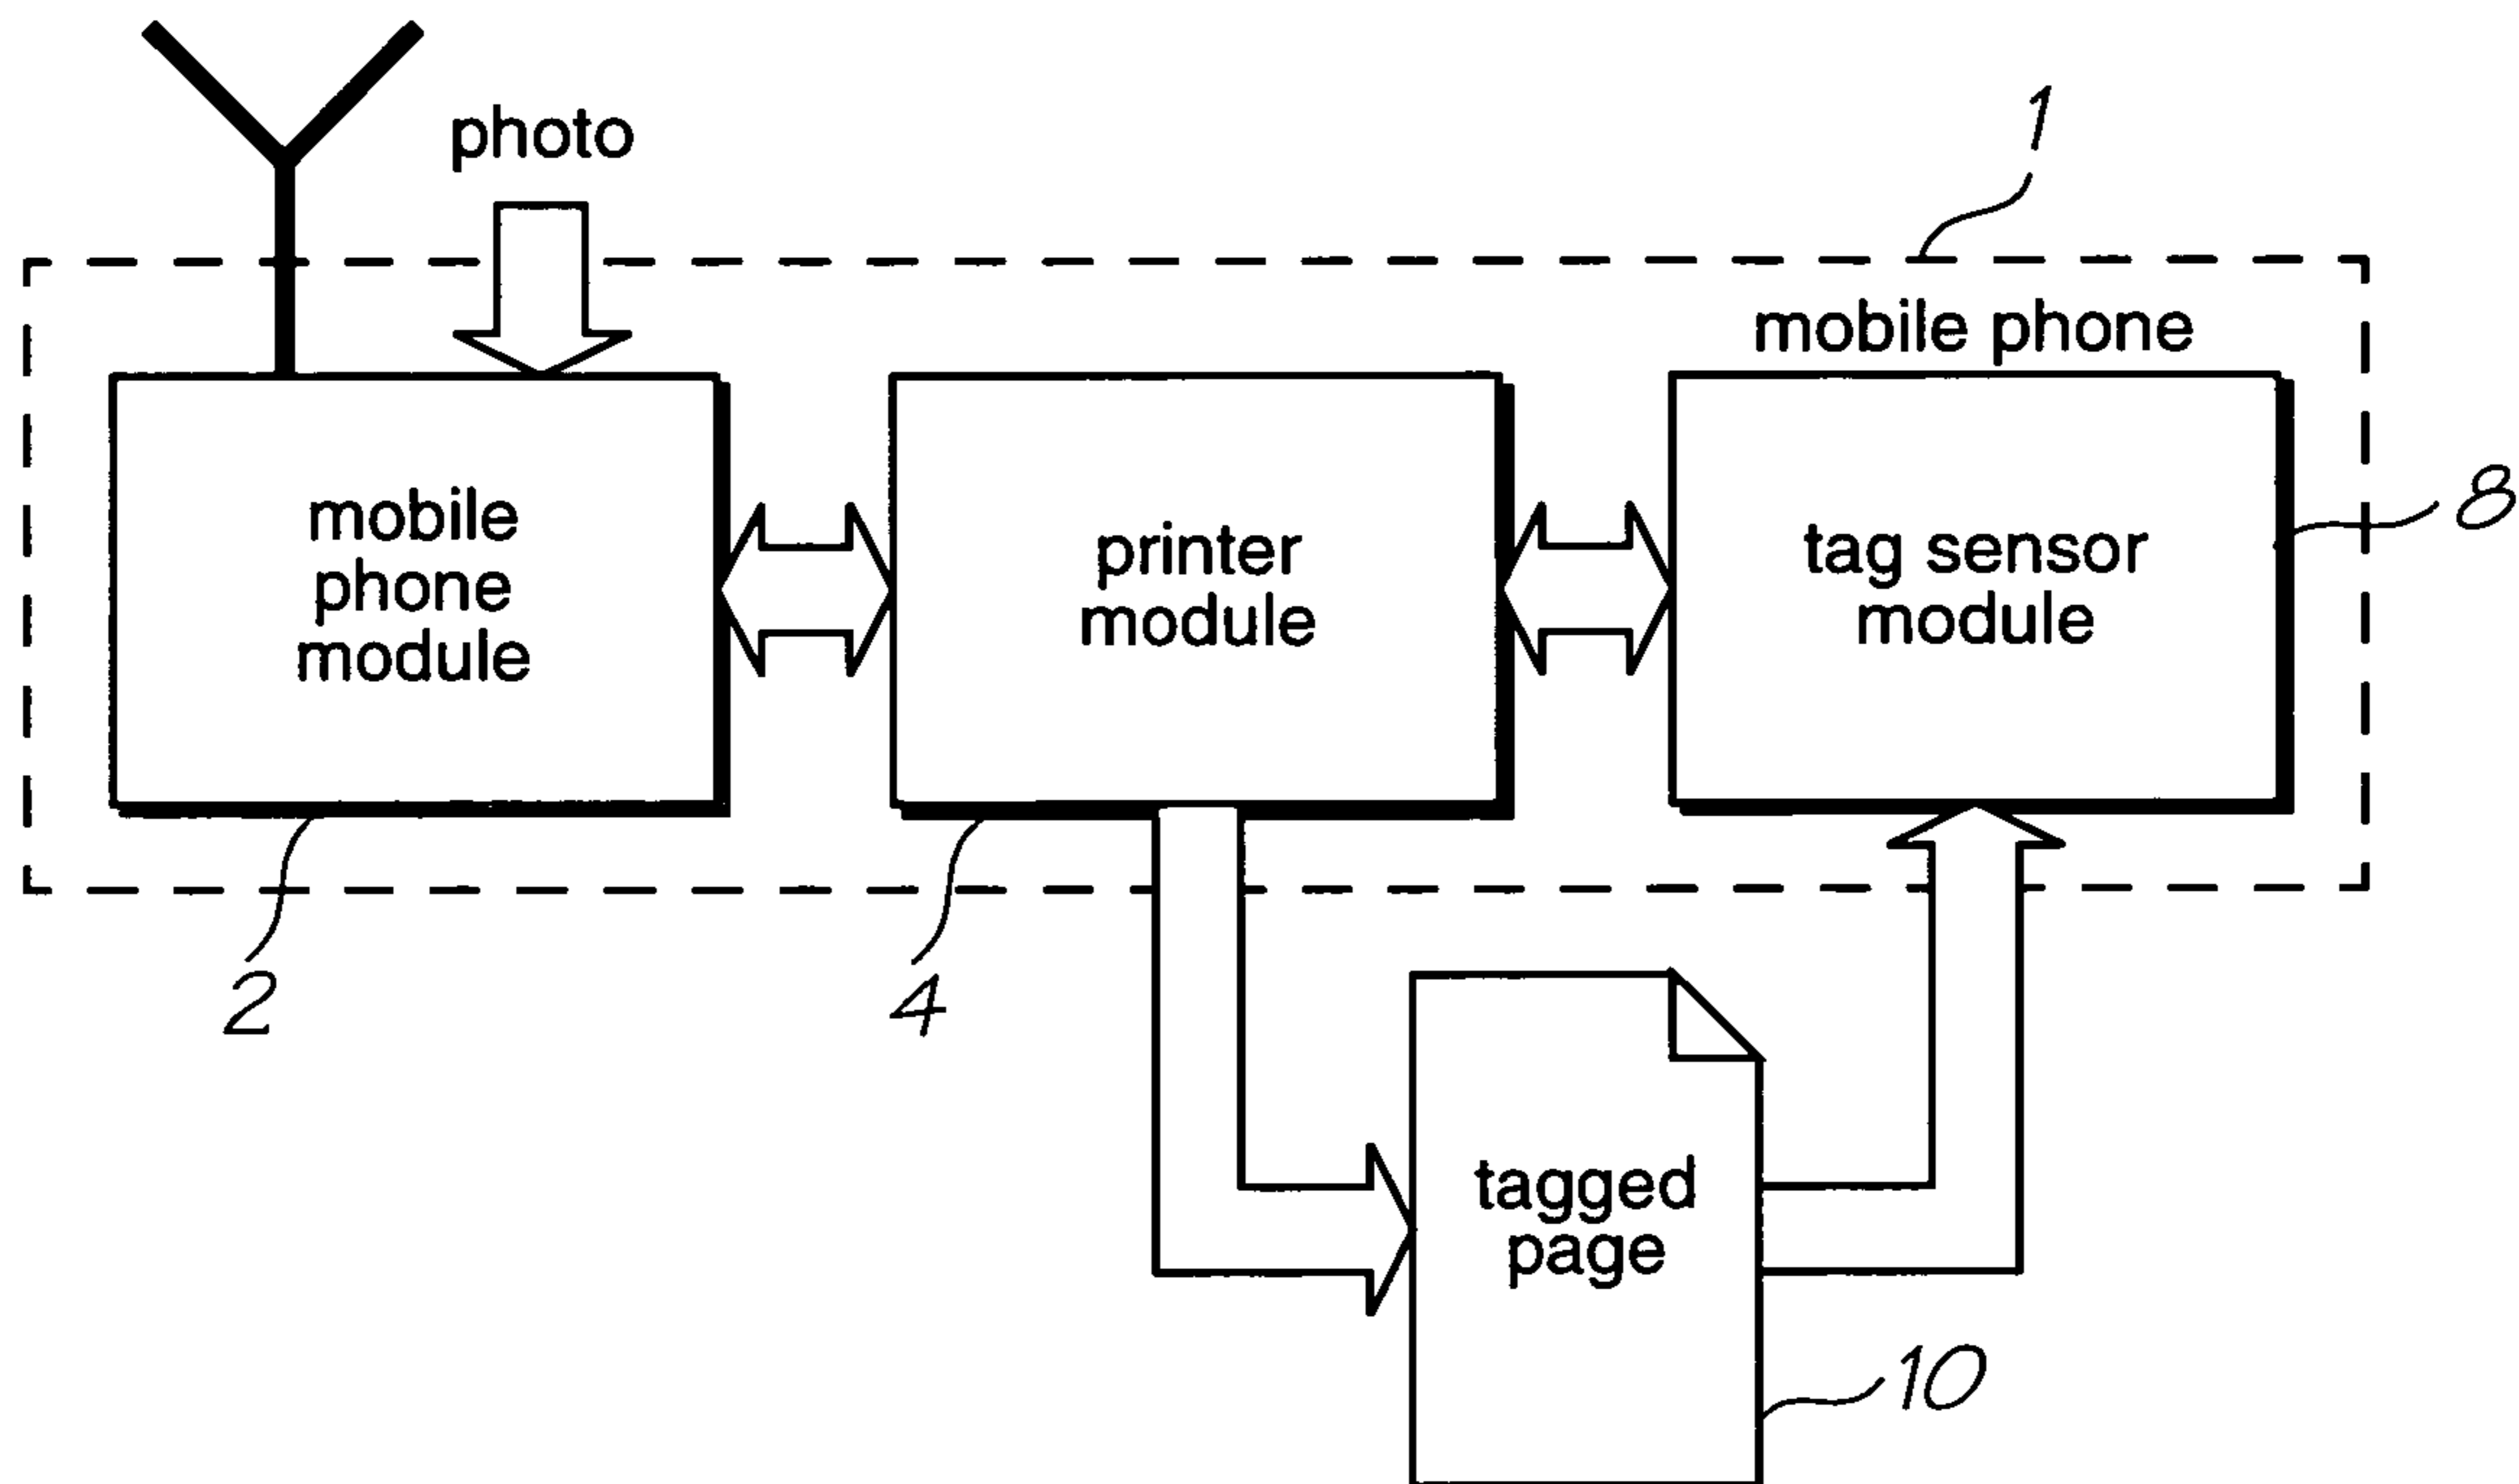 photo
1
mobile phone
mobile
phone
module
printer
module
tag sensor
module
8
2
4
tagged
page
10